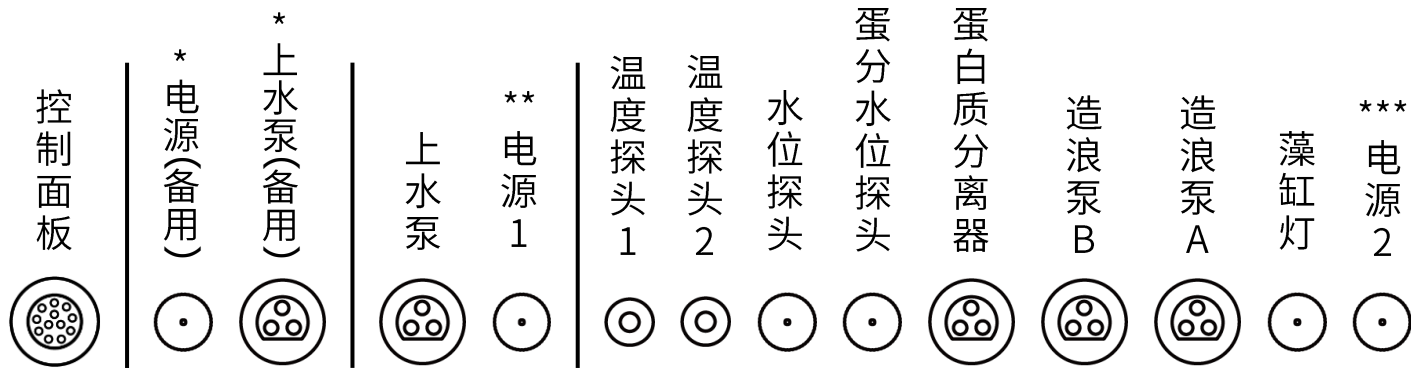 控制面板
*电源(备用)
*上水泵(备用)
上水泵
**电源1
温度探头1
温度探头2
水位探头
蛋分水位探头
蛋白质分离器
造浪泵B
造浪泵A
藻缸灯
***电源2